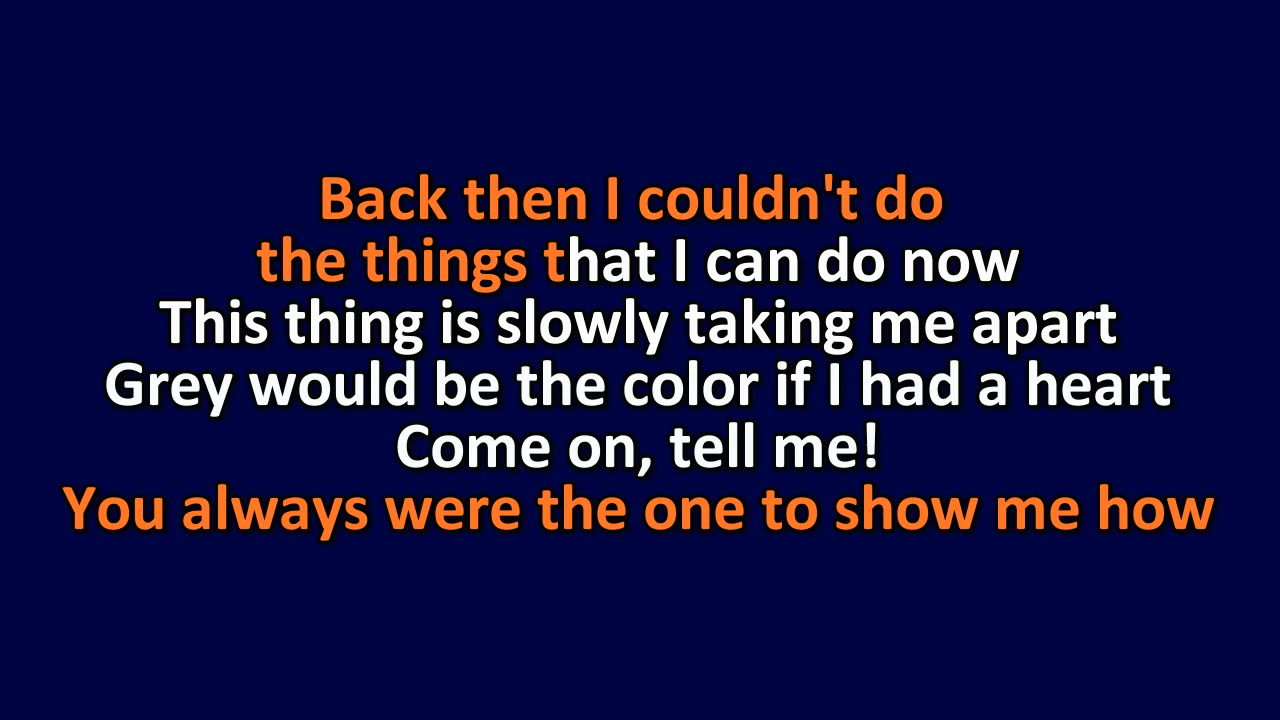 Back then I couldn't do
the things that I can do now
This thing is slowly taking me apart
Grey would be the color if I had a heart
Come on, tell me!
You always were the one to show me how